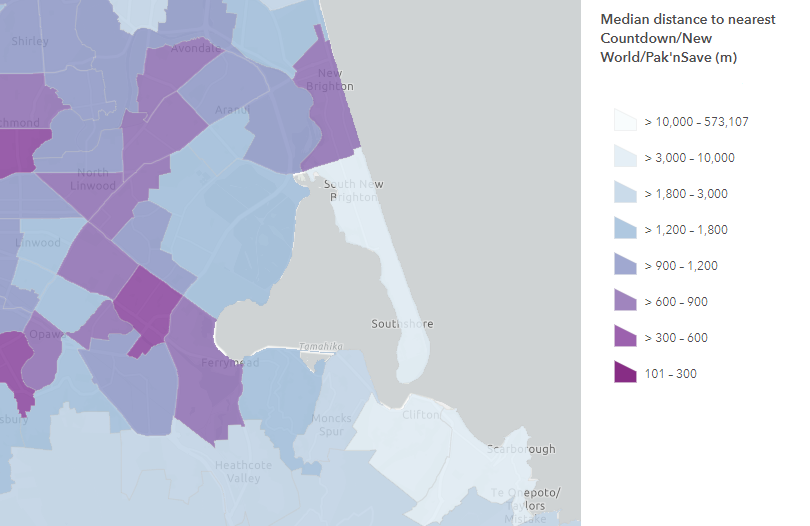 Median distance to nearest
Countdown/New
World/Pak'nSave (m)
> 10,000 - 573,107
> 3,000 - 10,000
> 1,800 - 3,000
> 1,200 - 1,800
> 900 - 1,200
> 600 - 900
> 300 - 600
101 - 300
Shirley
Avondale
New
Brighton
Aranui
chmond
North
Linwood
South New
Brighton
Linwood
Southshore
Opawa
Tamahika
Ferrymead
sbury
Moncks
Spur
Clifton
Scarborough
Heathcote
Valley
Te Onepoto/
Taylors
Mistake